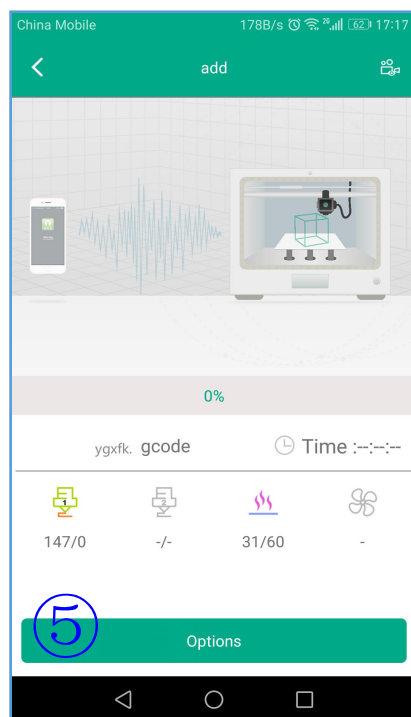 China Mobile 178B/s 2G 62 17:17
add
0%
ygxfk. gcode Time :--:--:--
1 2
147/0 -/- 31/60 -
⑤
Options